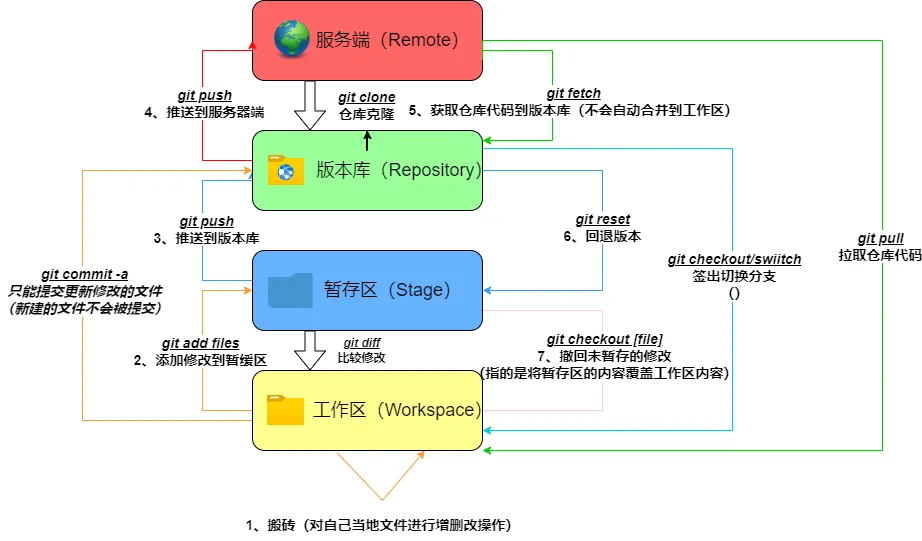 服务端（Remote）
git push
4、推送到服务器端
git clone
仓库克隆
git fetch
5、获取仓库代码到版本库（不会自动合并到工作区）
版本库（Repository）
git push
3、推送到版本库
git reset
6、回退版本
git pull
拉取仓库代码
git checkout/swiitch
签出切换分支
（）
git commit -a
只能提交更新修改的文件
（新建的文件不会被提交）
暂存区（Stage）
git add files
2、添加修改到暂缓区
git diff
比较修改
git checkout [file]
7、撤回未暂存的修改
（指的是将暂存区的内容覆盖工作区内容）
工作区（Workspace）
1、搬砖（对自己当地文件进行增删改操作）